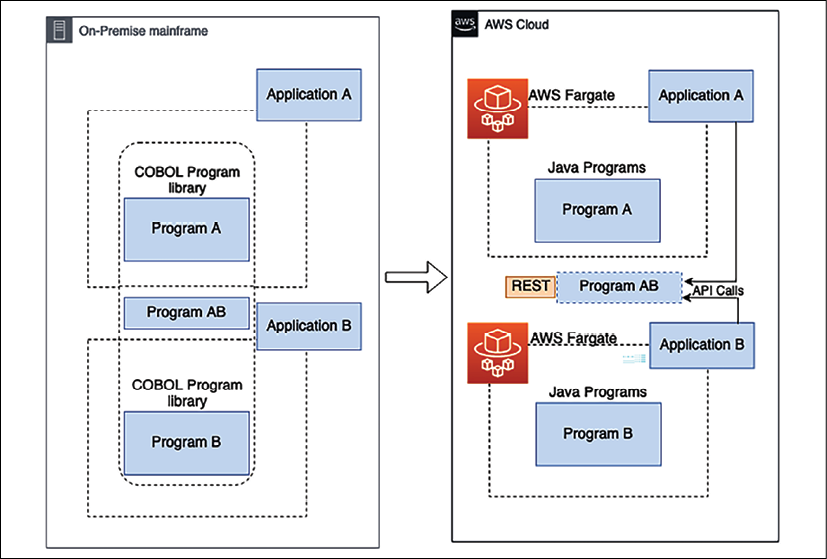 On-Premise mainframe
Application A
COBOL Program
library
Program A
Program AB
Application B
COBOL Program
library
Program B
aws
AWS Cloud
AWS Fargate
Application A
Java Programs
Program A
REST
Program AB
API Calls
AWS Fargate
Application B
Java Programs
Program B